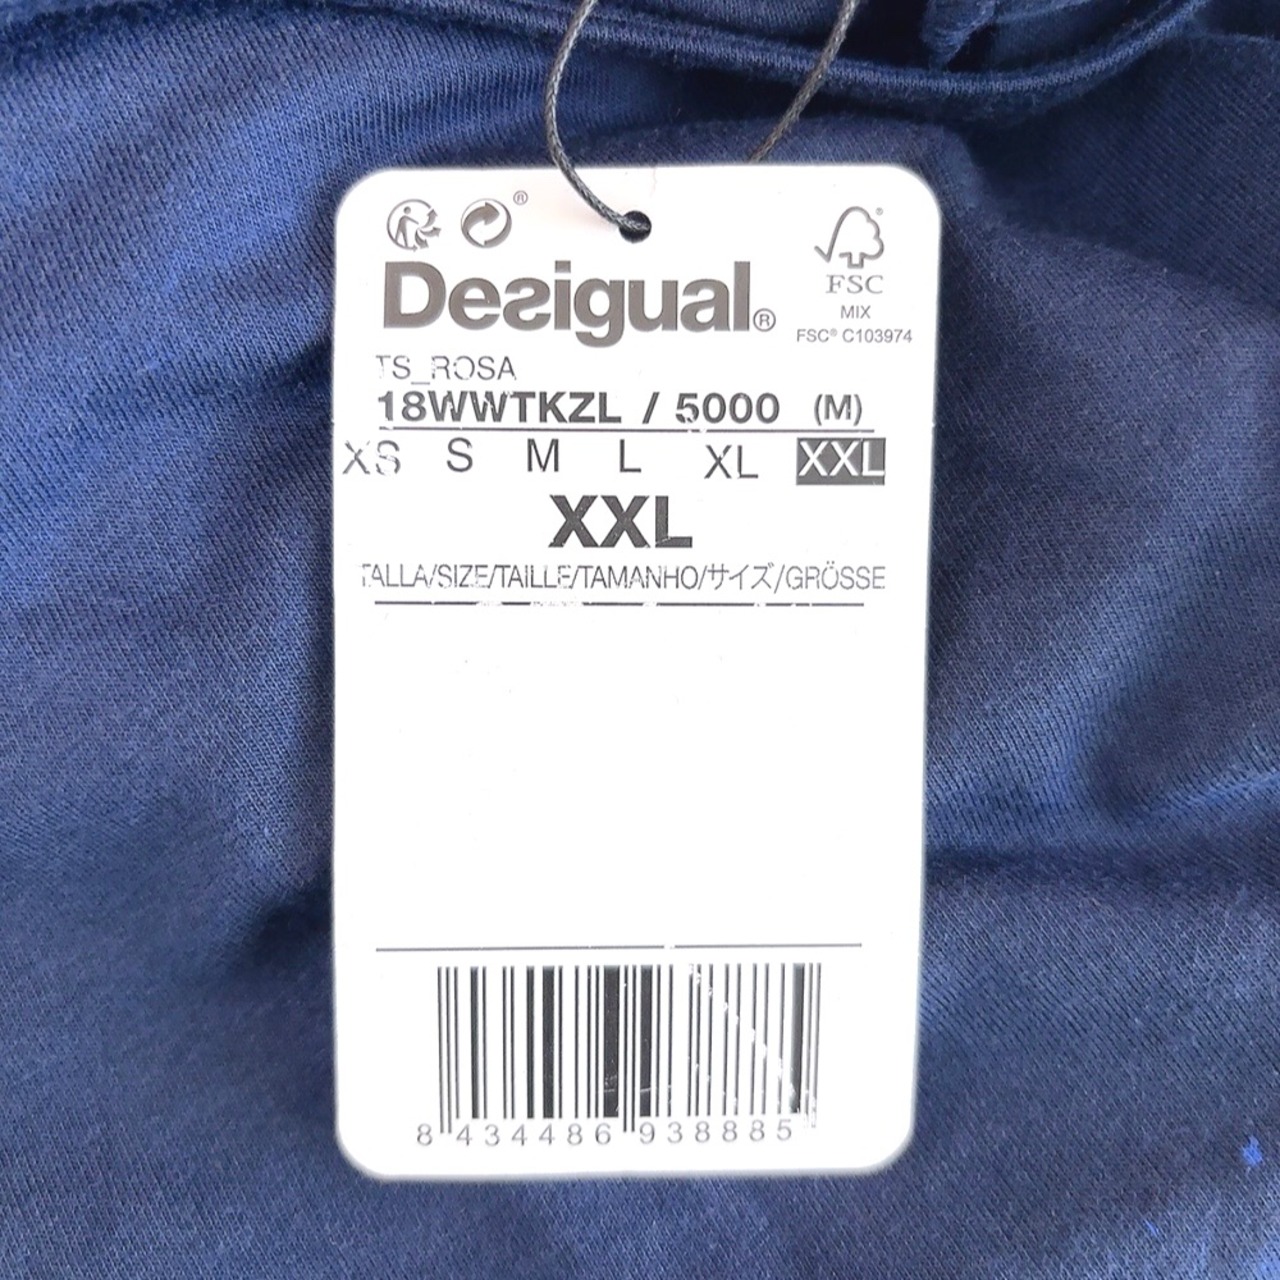 Desigual®
FSC
MIX
FSC® C103974
TS_ROSA
18WWTKZL / 5000 (M)
XS S M L XL XXL
XXL
TALLA/SIZE/TAILLE/TAMANHO/サイズ/GRÖSSE
8 434486 938885